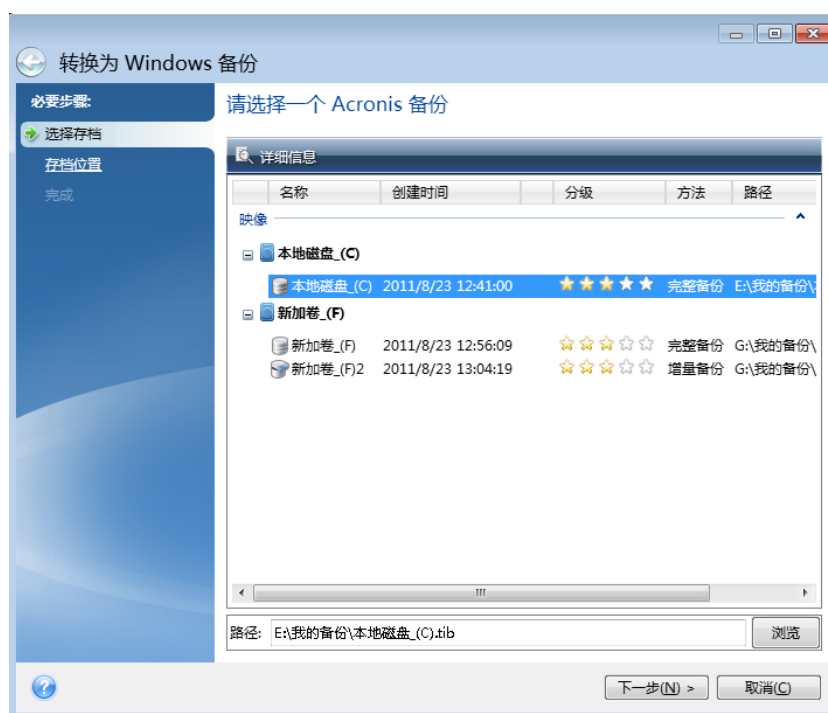 转换为 Windows 备份
必要步骤:
选择存档
存档位置
完成
请选择一个 Acronis 备份
详细信息
名称 创建时间 分级 方法 路径
映像
本地磁盘_(C)
本地磁盘_(C) 2011/8/23 12:41:00 完整备份 E:\我的备份\
新加卷_(F)
新加卷_(F) 2011/8/23 12:56:09 完整备份 G:\我的备份\
新加卷_(F)2 2011/8/23 13:04:19 增量备份 G:\我的备份\
路径: E:\我的备份\本地磁盘_(C).tib 浏览
下一步(N) > 取消(C)